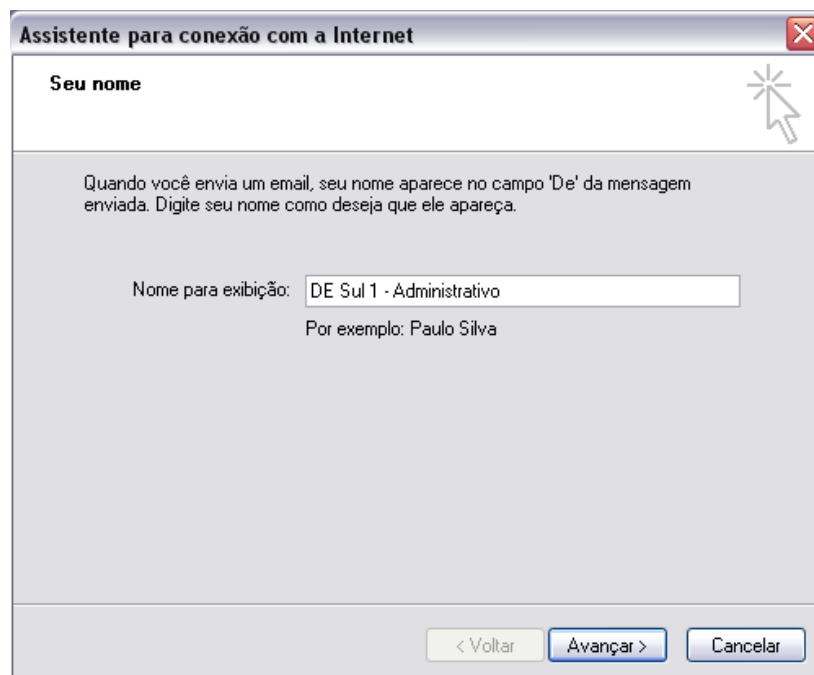 Assistente para conexão com a Internet
Seu nome
Quando você envia um email, seu nome aparece no campo 'De' da mensagem
enviada. Digite seu nome como deseja que ele apareça.
Nome para exibição: DE Sul 1 - Administrativo
Por exemplo: Paulo Silva
< Voltar Avançar > Cancelar